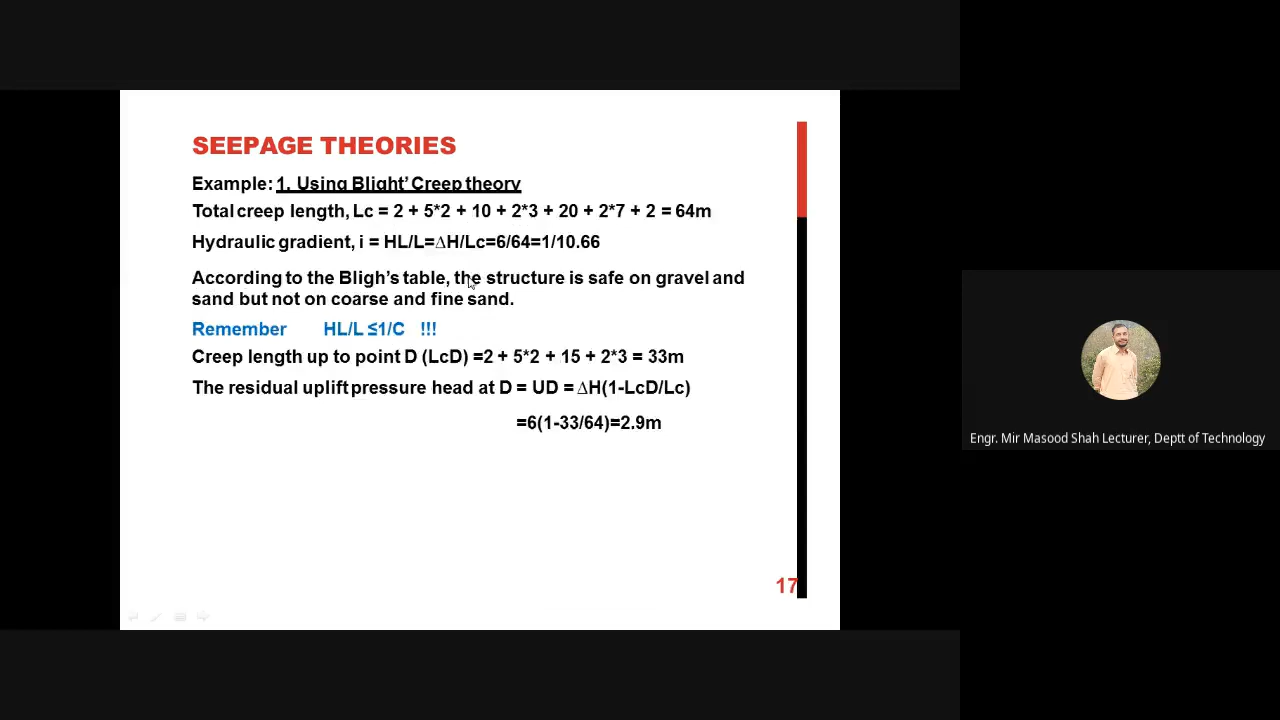 SEEPAGE THEORIES
Example: 1. Using Blight' Creep theory
Total creep length, Lc = 2 + 5*2 + 10 + 2*3 + 20 + 2*7 + 2 = 64m
Hydraulic gradient, i = HL/L=∆H/Lc=6/64=1/10.66
According to the Bligh's table, the structure is safe on gravel and
sand but not on coarse and fine sand.
Remember HL/L ≤1/C !!!
Creep length up to point D (LcD) =2 + 5*2 + 15 + 2*3 = 33m
The residual uplift pressure head at D = UD = ∆H(1-LcD/Lc)
=6(1-33/64)=2.9m
17
Engr. Mir Masood Shah Lecturer, Deptt of Technology